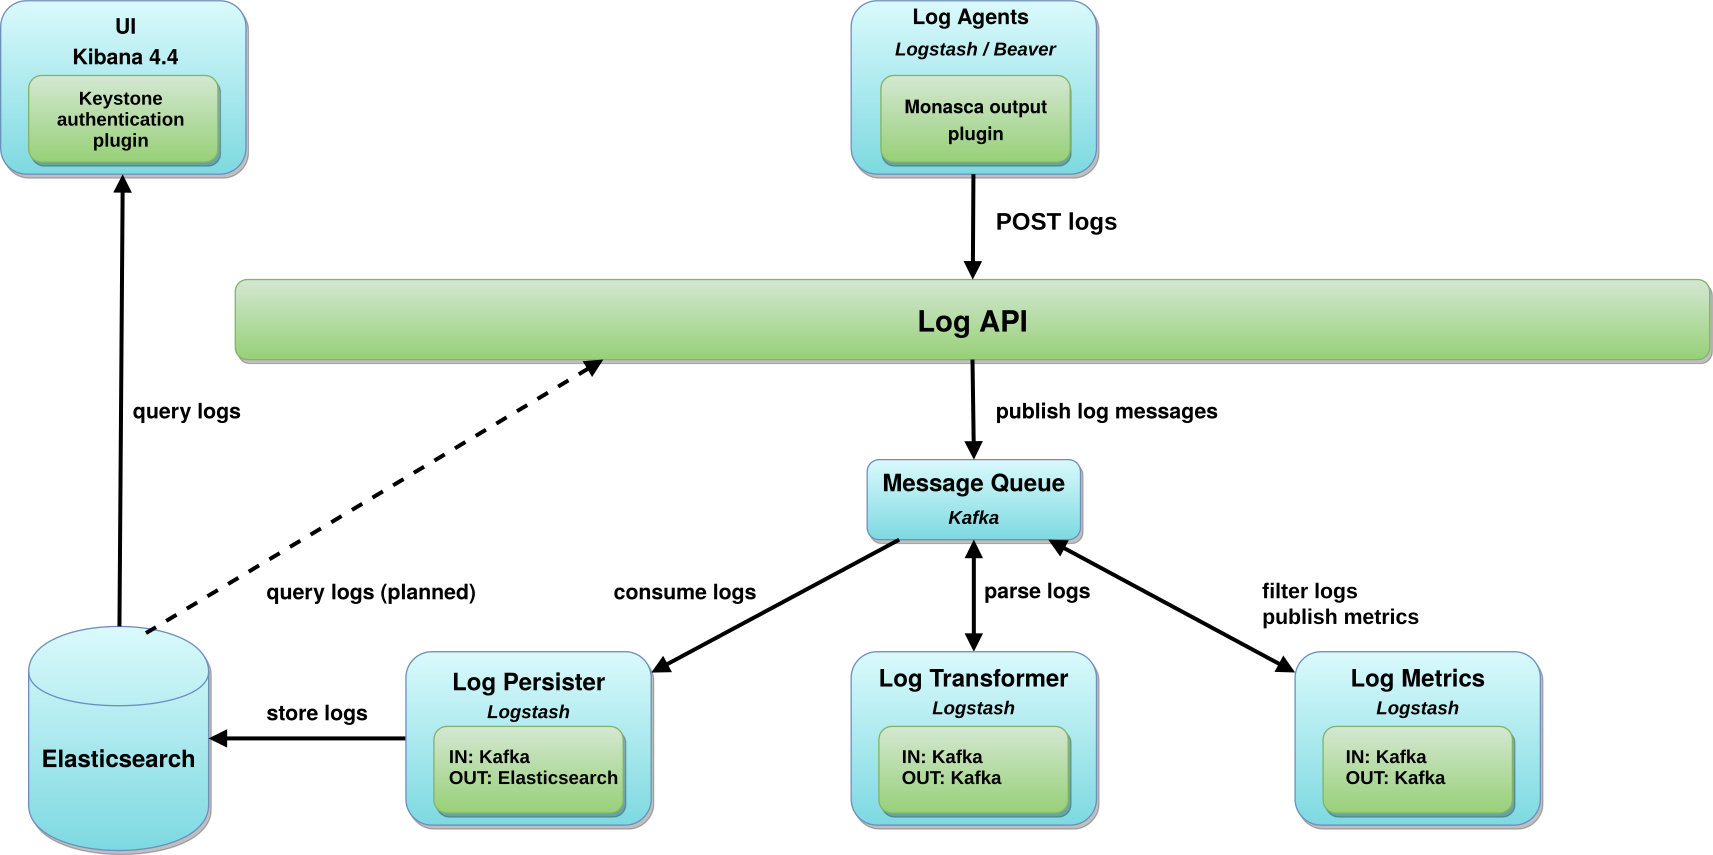 UI
Kibana 4.4
Keystone
authentication
plugin
Log Agents
Logstash / Beaver
Monasca output
plugin
POST logs
Log API
query logs
publish log messages
Message Queue
Kafka
query logs (planned)
consume logs
parse logs
filter logs
publish metrics
Elasticsearch
store logs
Log Persister
Logstash
IN: Kafka
OUT: Elasticsearch
Log Transformer
Logstash
IN: Kafka
OUT: Kafka
Log Metrics
Logstash
IN: Kafka
OUT: Kafka